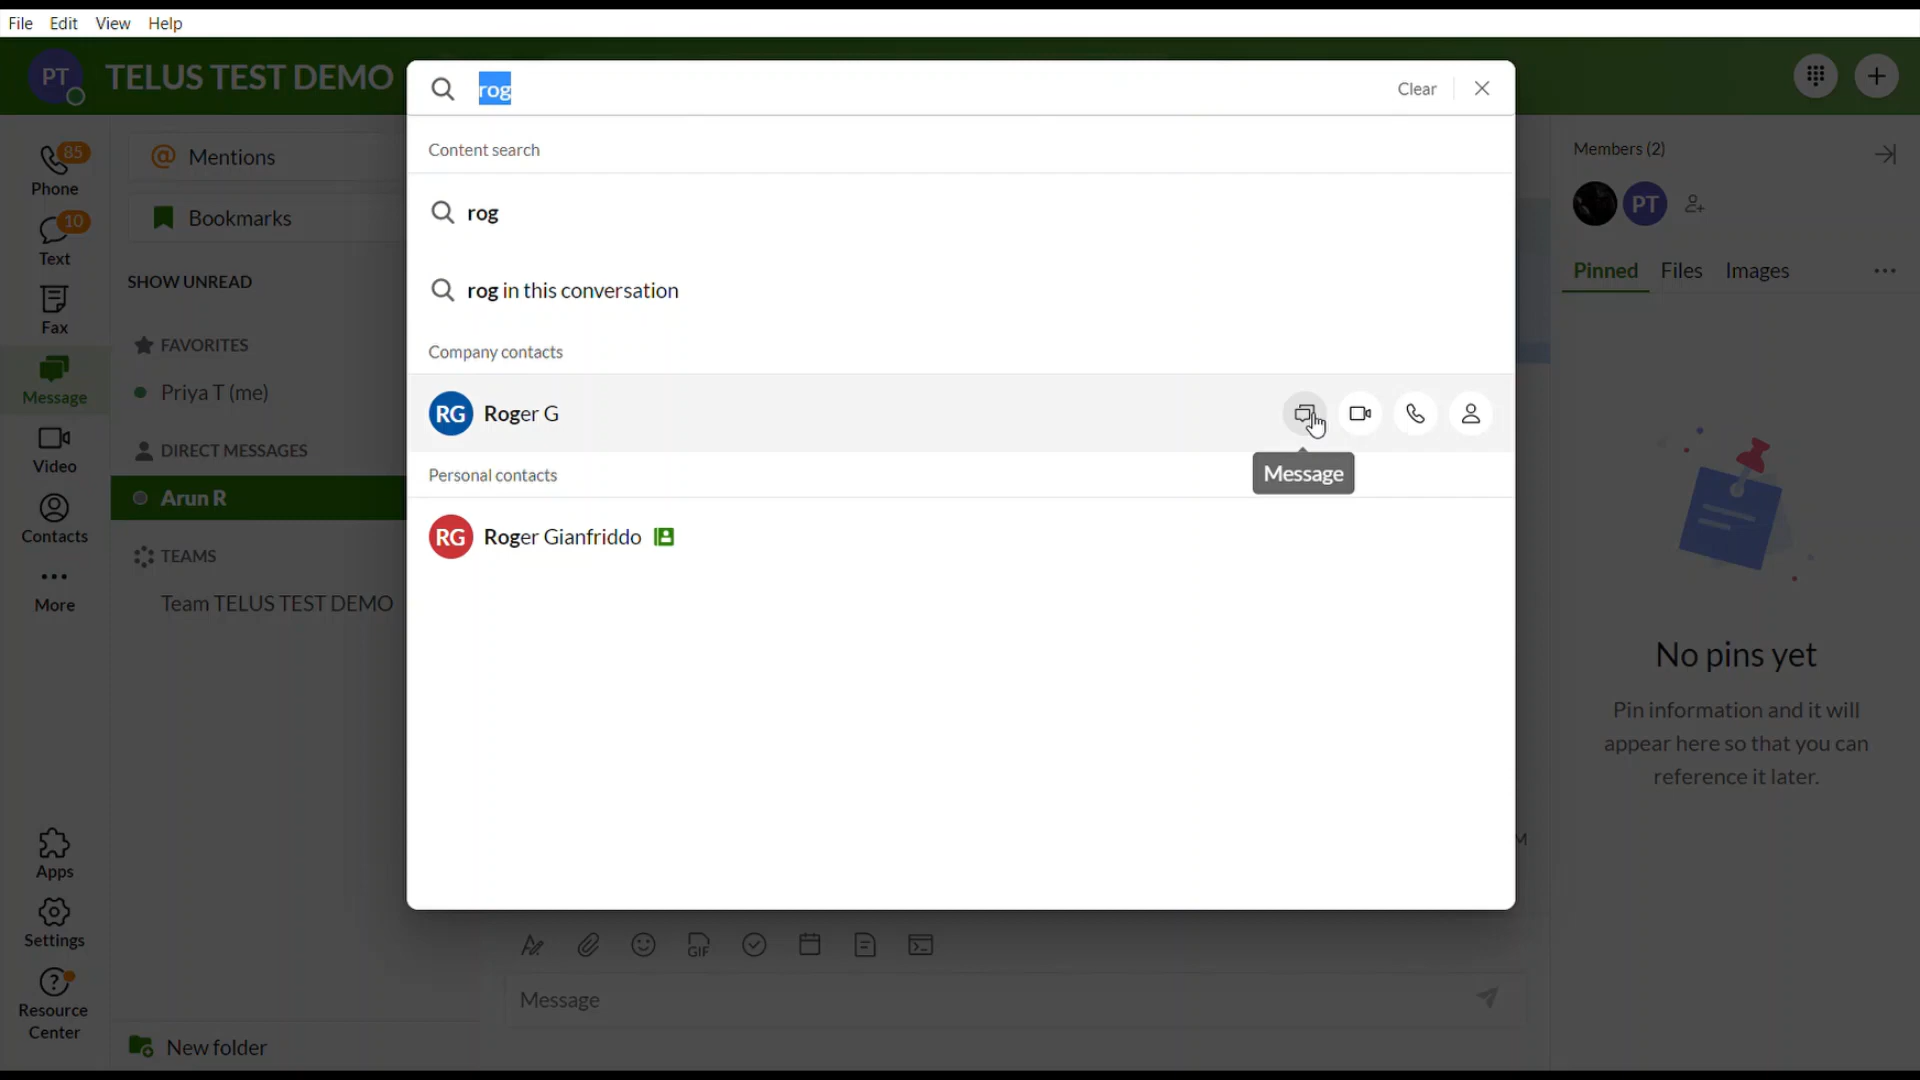 File Edit View Help
PT TELUS TEST DEMO
rog Clear
Content search
rog
rog in this conversation
Company contacts
RG Roger G
Message
Personal contacts
RG Roger Gianfriddo
85
Phone
10
Text
Fax
Message
Video
Contacts
More
Apps
Settings
Resource
Center
@ Mentions
Bookmarks
SHOW UNREAD
FAVORITES
Priya T (me)
DIRECT MESSAGES
Arun R
TEAMS
Team TELUS TEST DEMO
New folder
M
GIF
Message
Members (2)
PT
Pinned Files Images
No pins yet
Pin information and it will
appear here so that you can
reference it later.